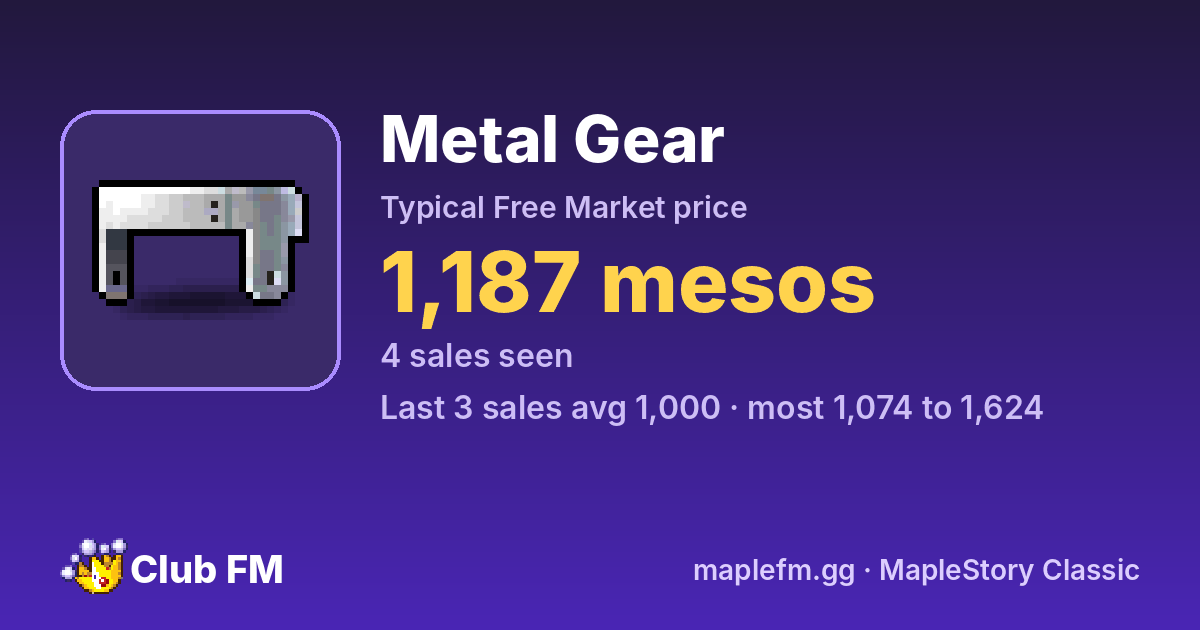 Metal Gear
Typical Free Market price
1,187 mesos
4 sales seen
Last 3 sales avg 1,000 · most 1,074 to 1,624
Club FM
maplefm.gg · MapleStory Classic